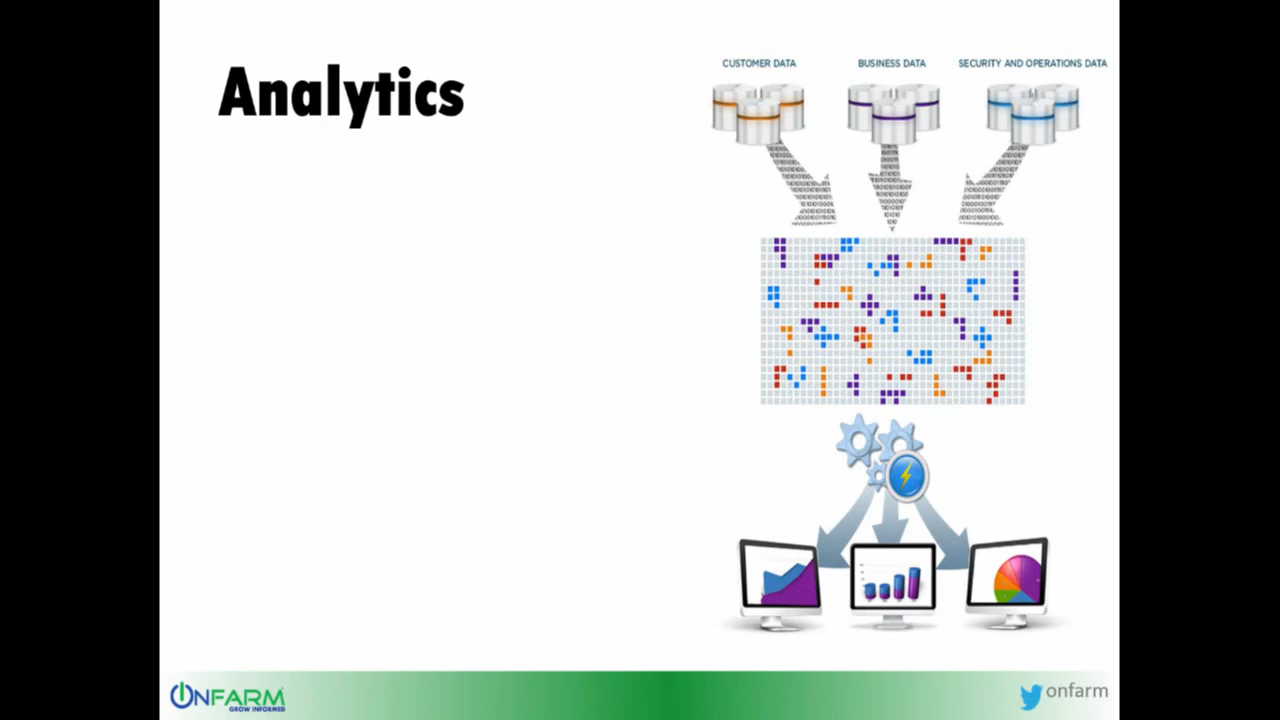 Analytics
CUSTOMER DATA
BUSINESS DATA
SECURITY AND OPERATIONS DATA
ONFARM
GROW INFORMED
onfarm